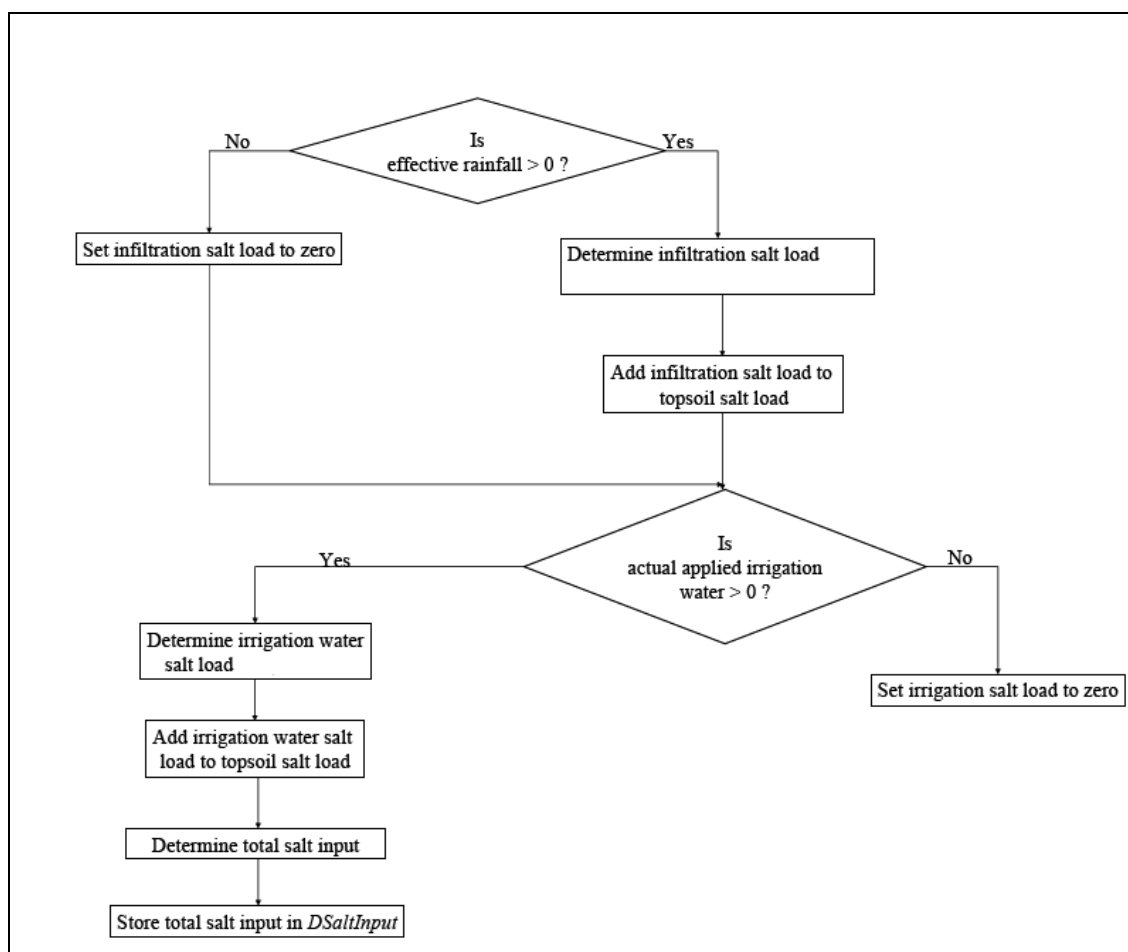 Is
effective rainfall > 0 ?
No
Yes
Set infiltration salt load to zero
Determine infiltration salt load
Add infiltration salt load to
topsoil salt load
Is
actual applied irrigation
water > 0 ?
Yes
No
Determine irrigation water
salt load
Set irrigation salt load to zero
Add irrigation water salt
load to topsoil salt load
Determine total salt input
Store total salt input in DSaltInput